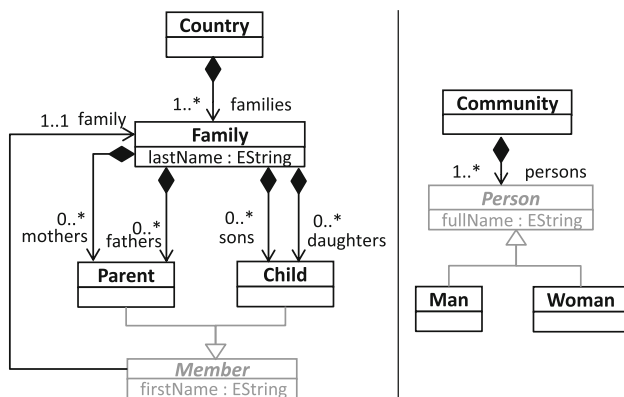 Country
1..* families
1..1 family
Family
lastName : EString
0..*
mothers
0..*
fathers
0..*
sons
0..*
daughters
Parent
Child
Member
firstName : EString
Community
1..* persons
Person
fullName : EString
Man
Woman